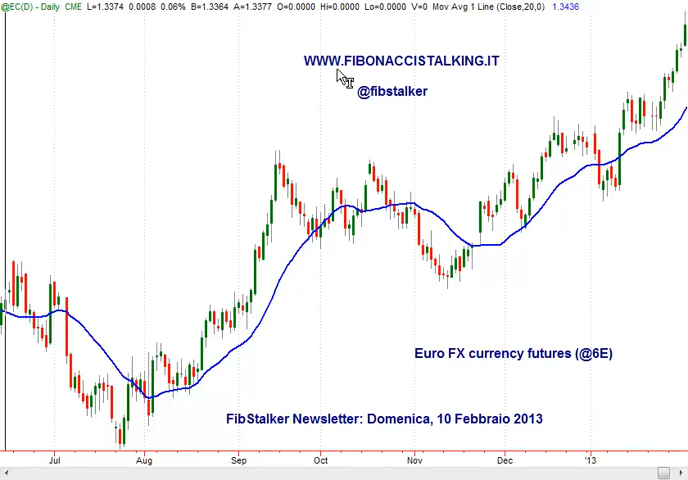 @EC(D) - Daily CME L=1.3374 0.0008 0.06% B=1.3364 A=1.3377 O=0.0000 Hi=0.0000 Lo=0.0000 V=0 Mov Avg 1 Line (Close,20,0) 1.3436
WWW.FIBONACCISTALKING.IT
@fibstalker
Euro FX currency futures (@6E)
FibStalker Newsletter: Domenica, 10 Febbraio 2013
Jul Aug Sep Oct Nov Dec '13